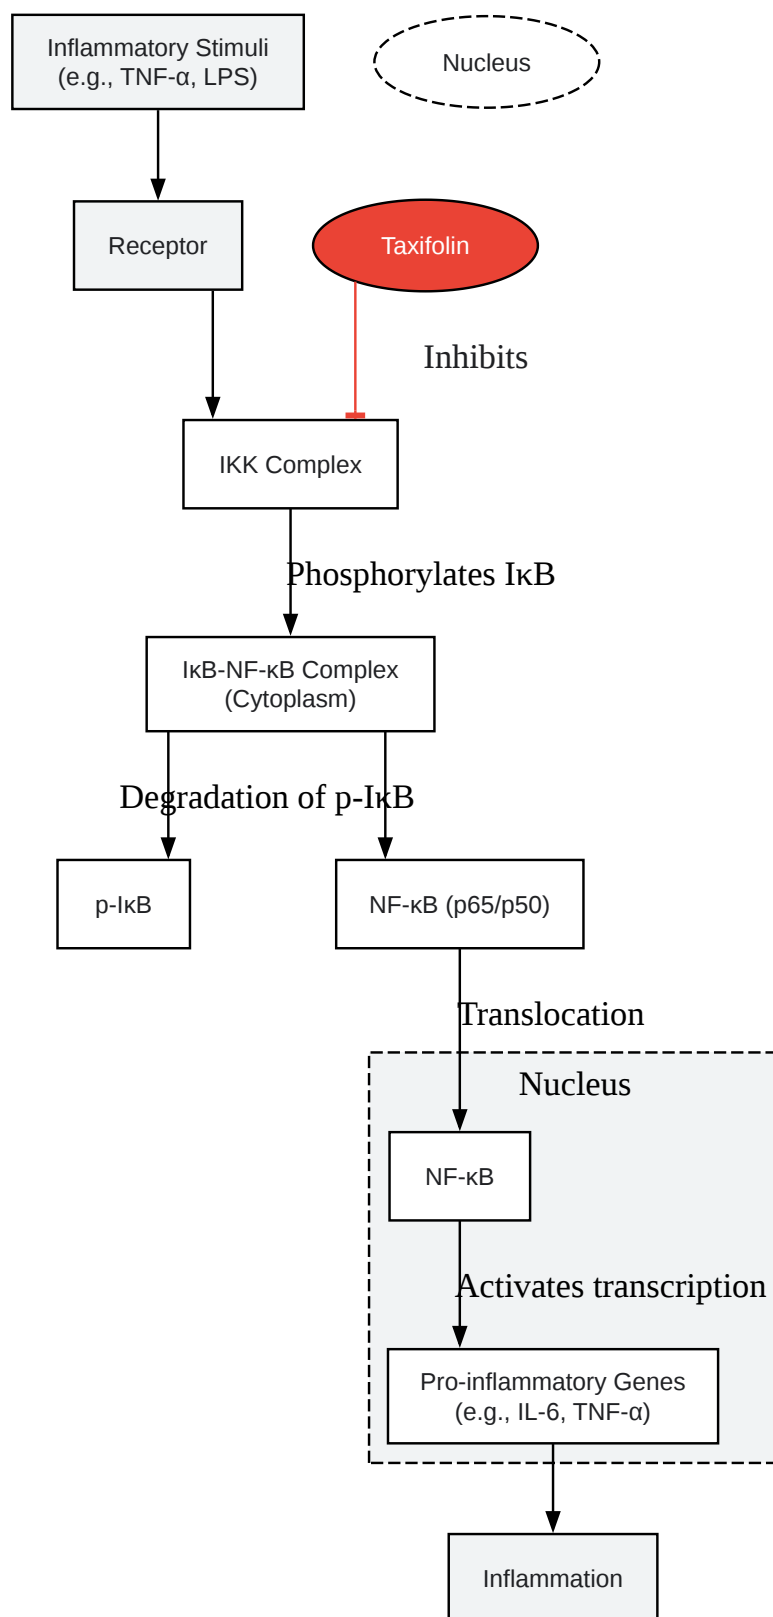 Inflammatory Stimuli
(e.g., TNF-α, LPS)
Nucleus
Receptor
Taxifolin
Inhibits
IKK Complex
Phosphorylates IκB
IκB-NF-κB Complex
(Cytoplasm)
Degradation of p-IκB
p-IκB
NF-κB (p65/p50)
Translocation
Nucleus
NF-κB
Activates transcription
Pro-inflammatory Genes
(e.g., IL-6, TNF-α)
Inflammation